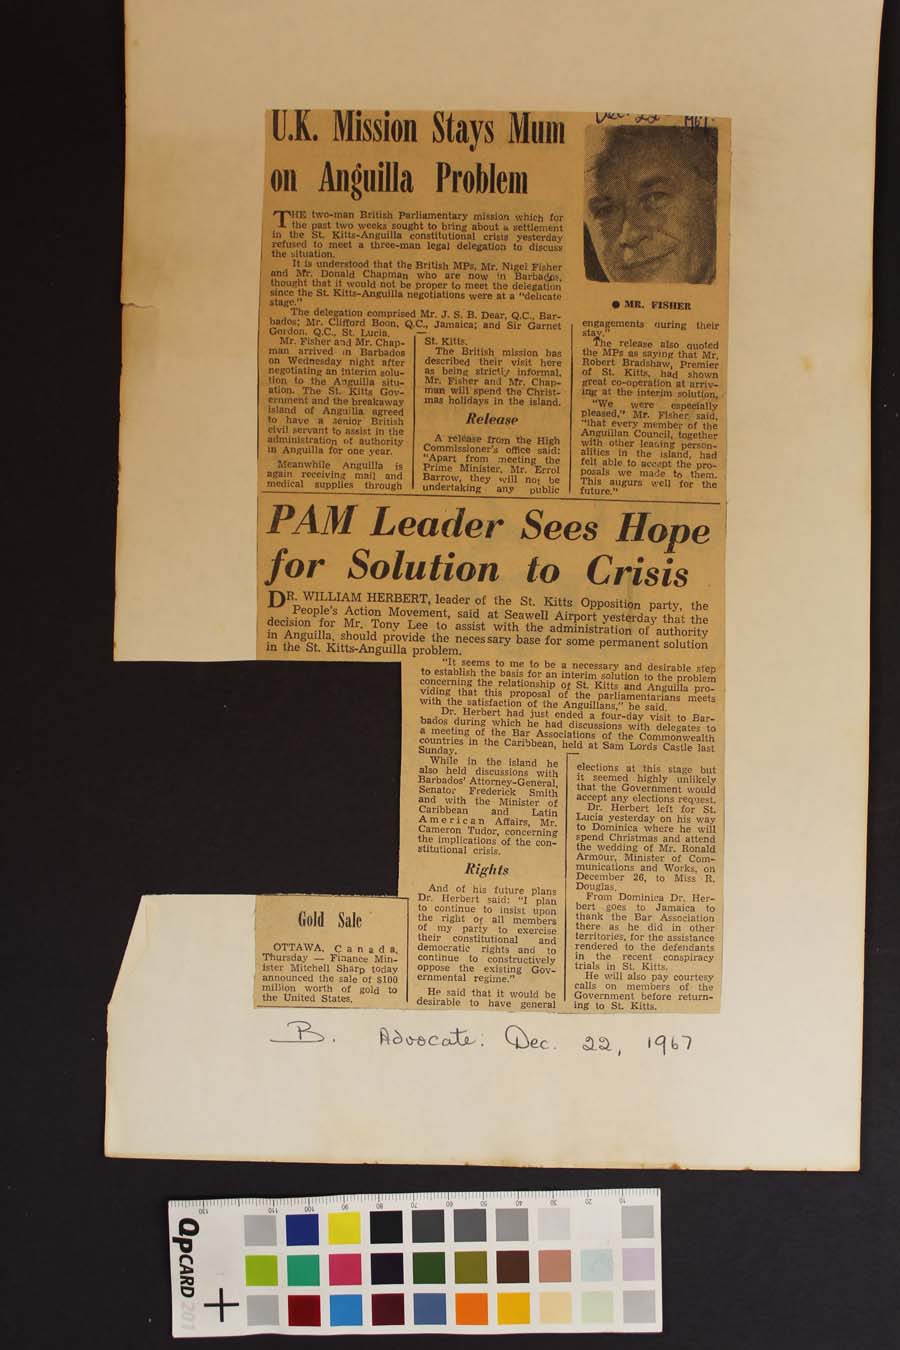 U.K. Mission Stays Mum
on Anguilla Problem
Dec. 22 1967
THE two-man British Parliamentary mission which for
the past two weeks sought to bring about a settlement
in the St. Kitts-Anguilla constitutional crisis yesterday
refused to meet a three-man legal delegation to discuss
the situation.
It is understood that the British MPs, Mr. Nigel Fisher
and Mr. Donald Chapman who are now in Barbados,
thought that it would not be proper to meet the delegation
since the St. Kitts-Anguilla negotiations were at a "delicate
stage."
The delegation comprised Mr. J. S. B. Dear, Q.C., Bar-
bados; Mr. Clifford Boon, Q.C., Jamaica; and Sir Garnet
Gordon, Q.C., St. Lucia.
Mr. Fisher and Mr. Chap-
man arrived in Barbados
on Wednesday night after
negotiating an interim solu-
tion to the Anguilla situ-
ation. The St. Kitts Gov-
ernment and the breakaway
island of Anguilla agreed
to have a senior British
civil servant to assist in the
administration of authority
in Anguilla for one year.
Meanwhile Anguilla is
again receiving mail and
medical supplies through
St. Kitts.
The British mission has
described their visit here
as being strictly informal.
Mr. Fisher and Mr. Chap-
man will spend the Christ-
mas holidays in the island.
Release
A release from the High
Commissioner's office said:
"Apart from meeting the
Prime Minister, Mr. Errol
Barrow, they will not be
undertaking any public
● MR. FISHER
engagements during their
stay."
The release also quoted
the MPs as saying that Mr.
Robert Bradshaw, Premier
of St. Kitts, had shown
great co-operation at arriv-
ing at the interim solution.
"We were especially
pleased," Mr. Fisher said,
"that every member of the
Anguillan Council, together
with other leading person-
alities in the island, had
felt able to accept the pro-
posals we made to them.
This augurs well for the
future."
PAM Leader Sees Hope
for Solution to Crisis
DR. WILLIAM HERBERT, leader of the St. Kitts Opposition party, the
People's Action Movement, said at Seawell Airport yesterday that the
decision for Mr. Tony Lee to assist with the administration of authority
in Anguilla, should provide the necessary base for some permanent solution
in the St. Kitts-Anguilla problem.
"It seems to me to be a necessary and desirable step
to establish the basis for an interim solution to the problem
concerning the relationship of St. Kitts and Anguilla pro-
viding that this proposal of the parliamentarians meets
with the satisfaction of the Anguillans," he said.
Dr. Herbert had just ended a four-day visit to Bar-
bados during which he had discussions with delegates to
a meeting of the Bar Associations of the Commonwealth
countries in the Caribbean, held at Sam Lords Castle last
Sunday.
While in the island he
also held discussions with
Barbados' Attorney-General,
Senator Frederick Smith
and with the Minister of
Caribbean and Latin
American Affairs, Mr.
Cameron Tudor, concerning
the implications of the con-
stitutional crisis.
Rights
And of his future plans
Dr. Herbert said: "I plan
to continue to insist upon
the right of all members
of my party to exercise
their constitutional and
democratic rights and to
continue to constructively
oppose the existing Gov-
ernmental regime."
He said that it would be
desirable to have general
elections at this stage but
it seemed highly unlikely
that the Government would
accept any elections request.
Dr. Herbert left for St.
Lucia yesterday on his way
to Dominica where he will
spend Christmas and attend
the wedding of Mr. Ronald
Armour, Minister of Com-
munications and Works, on
December 26, to Miss R.
Douglas.
From Dominica Dr. Her-
bert goes to Jamaica to
thank the Bar Association
there as he did in other
territories, for the assistance
rendered to the defendants
in the recent conspiracy
trials in St. Kitts.
He will also pay courtesy
calls on members of the
Government before return-
ing to St. Kitts.
Gold Sale
OTTAWA, Canada,
Thursday — Finance Min-
ister Mitchell Sharp today
announced the sale of $100
million worth of gold to
the United States.
B. Advocate: Dec. 22, 1967
130 110 100 90 80 70 60 50 40 30 20 10
QPCARD 201